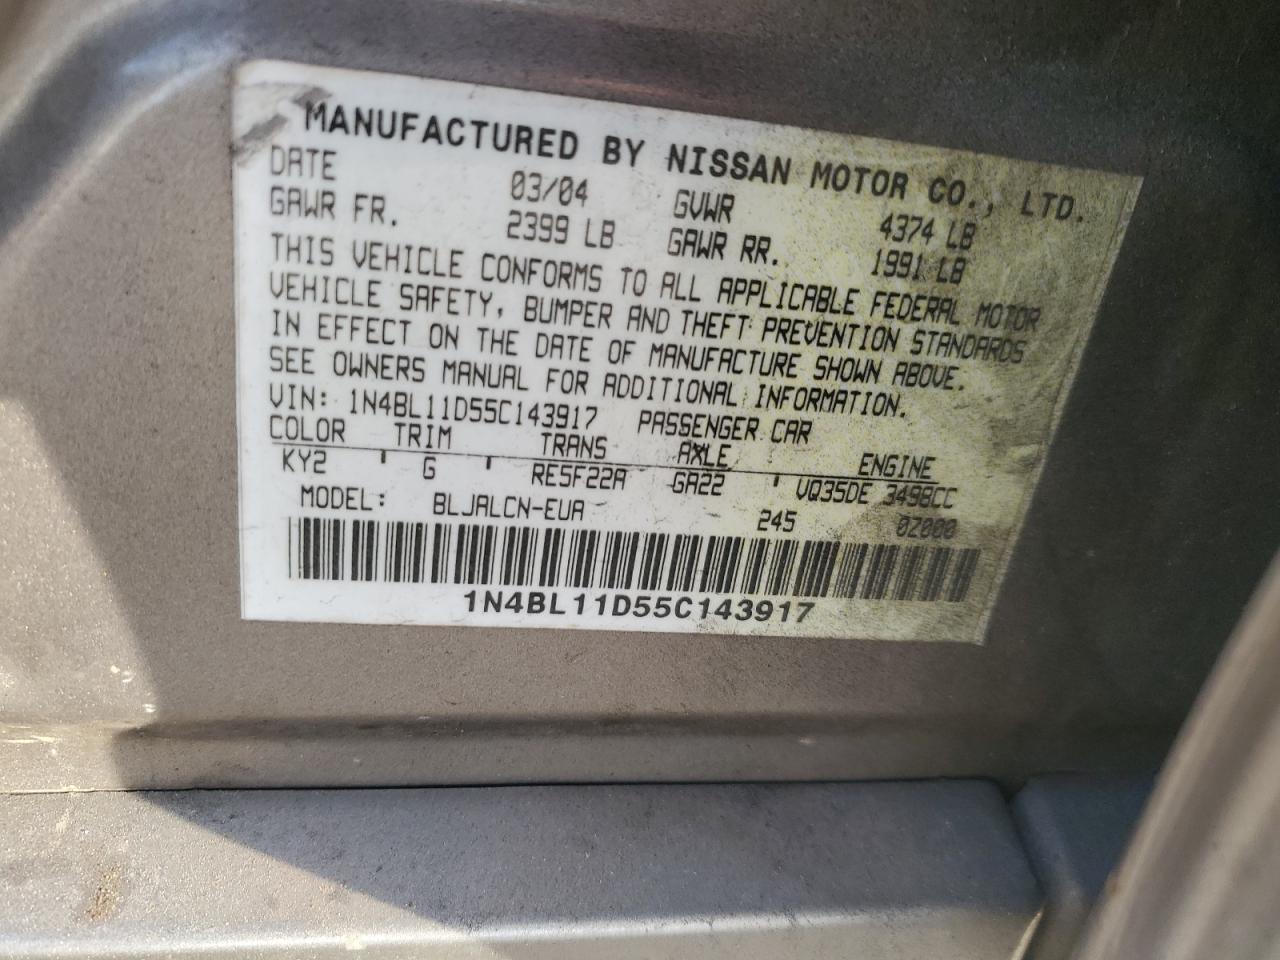 MANUFACTURED BY NISSAN MOTOR CO., LTD.
DATE 03/04 GVWR 4374 LB
GAWR FR. 2399 LB GAWR RR. 1991 LB
THIS VEHICLE CONFORMS TO ALL APPLICABLE FEDERAL MOTOR
VEHICLE SAFETY, BUMPER AND THEFT PREVENTION STANDARDS
IN EFFECT ON THE DATE OF MANUFACTURE SHOWN ABOVE.
SEE OWNERS MANUAL FOR ADDITIONAL INFORMATION.
VIN: 1N4BL11D55C143917 PASSENGER CAR
COLOR TRIM TRANS AXLE ENGINE
KY2 G RE5F22A GA22 VQ35DE 3498CC
MODEL: BLJALCN-EUA 245 0Z000
1N4BL11D55C143917